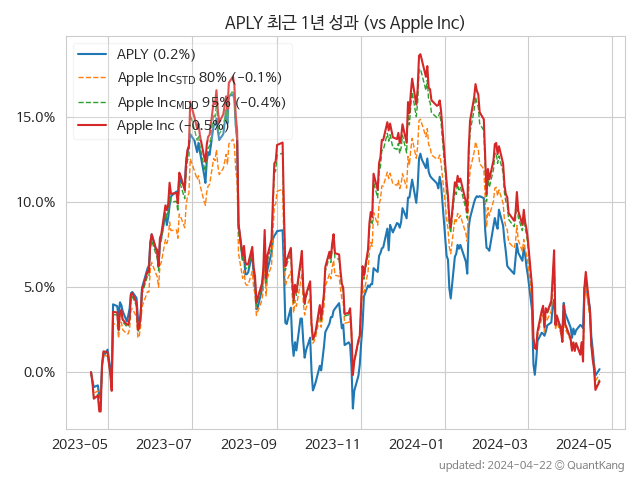 APLY 최근 1년 성과 (vs Apple Inc)
APLY (0.2%)
Apple IncSTD 80% (−0.1%)
Apple IncMDD 95% (−0.4%)
Apple Inc (−0.5%)
15.0%
10.0%
5.0%
0.0%
2023-05 2023-07 2023-09 2023-11 2024-01 2024-03 2024-05
updated: 2024-04-22 © QuantKang